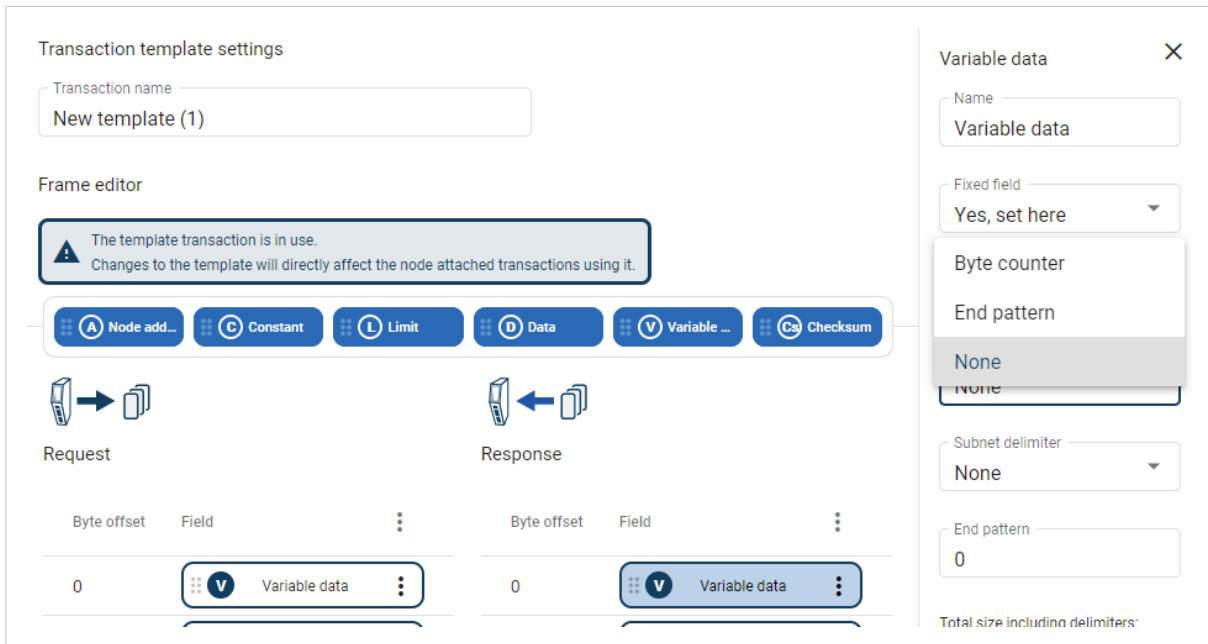 Transaction template settings
Transaction name
New template (1)
Frame editor
The template transaction is in use.
Changes to the template will directly affect the node attached transactions using it.
A Node add...
C Constant
L Limit
D Data
V Variable ...
Cs Checksum
Request
Byte offset Field
0 V Variable data
Response
Byte offset Field
0 V Variable data
Variable data
Name
Variable data
Fixed field
Yes, set here
Byte counter
End pattern
None
None
Subnet delimiter
None
End pattern
0
Total size including delimiters: